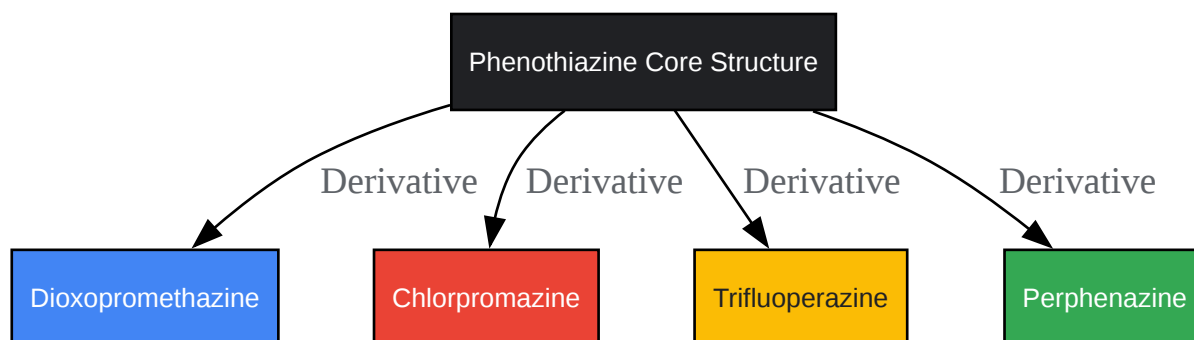 Phenothiazine Core Structure
Derivative
Derivative
Derivative
Derivative
Dioxopromethazine
Chlorpromazine
Trifluoperazine
Perphenazine